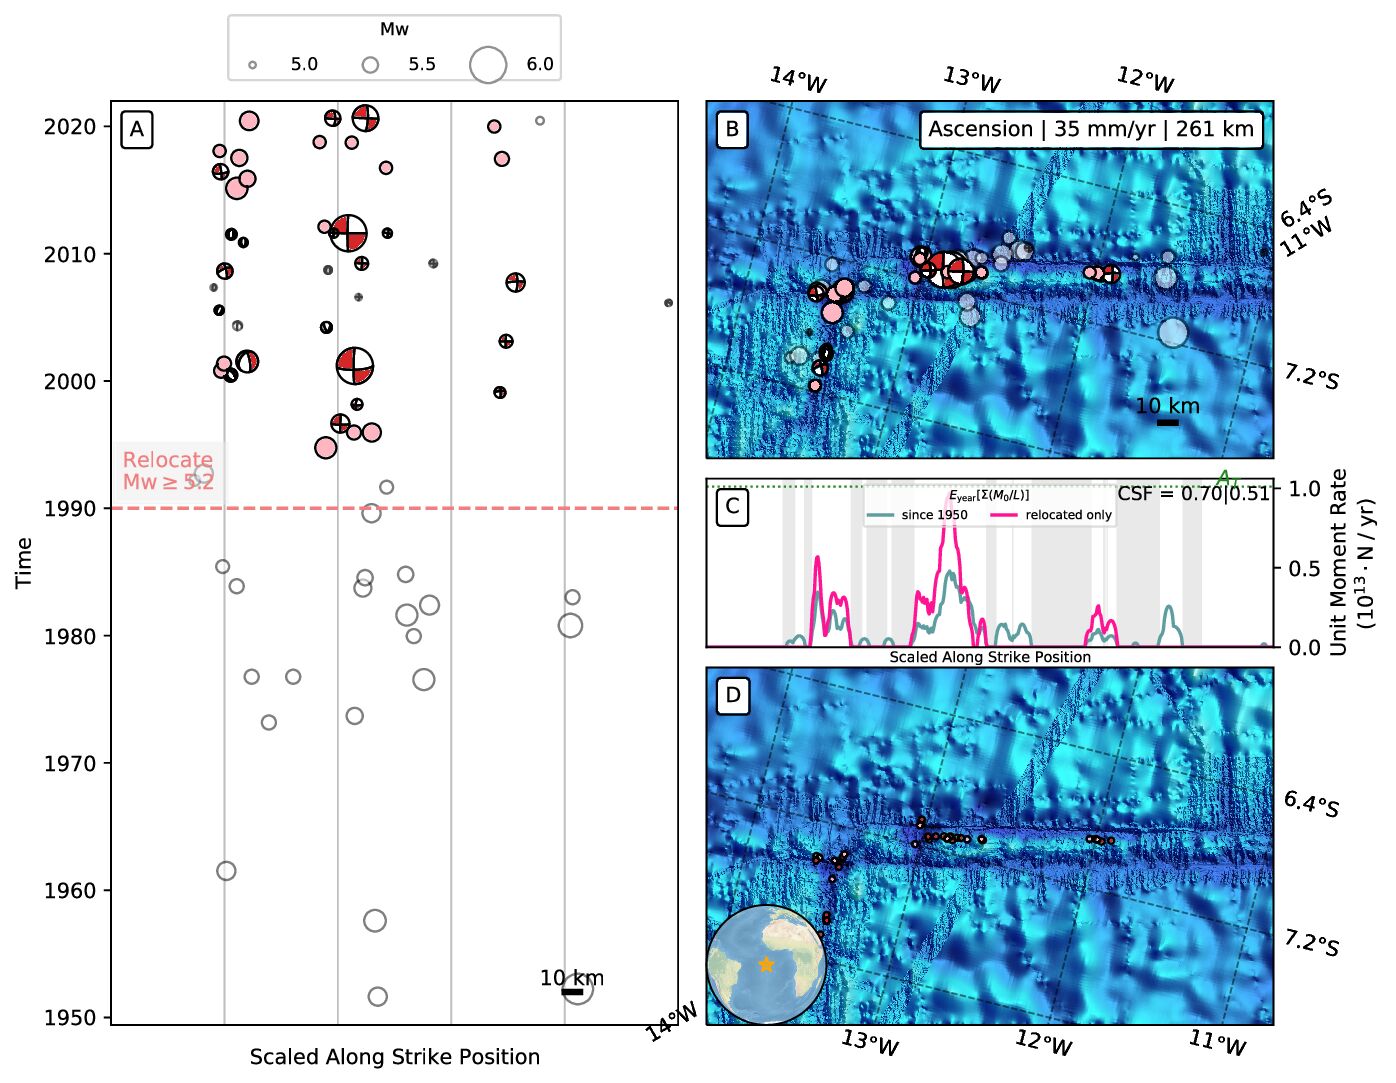 Mw
5.0
5.5
6.0
A
2020
2010
2000
1990
1980
1970
1960
1950
Time
Relocate
Mw ≥ 5.2
10 km
Scaled Along Strike Position
14°W
13°W
12°W
B
Ascension | 35 mm/yr | 261 km
6.4°S
11°W
7.2°S
10 km
C
E_year[Σ(M_0/L)]
since 1950
relocated only
CSF = 0.70|0.51
1.0
0.5
0.0
Unit Moment Rate
(10^13 · N / yr)
Scaled Along Strike Position
D
6.4°S
7.2°S
14°W
13°W
12°W
11°W